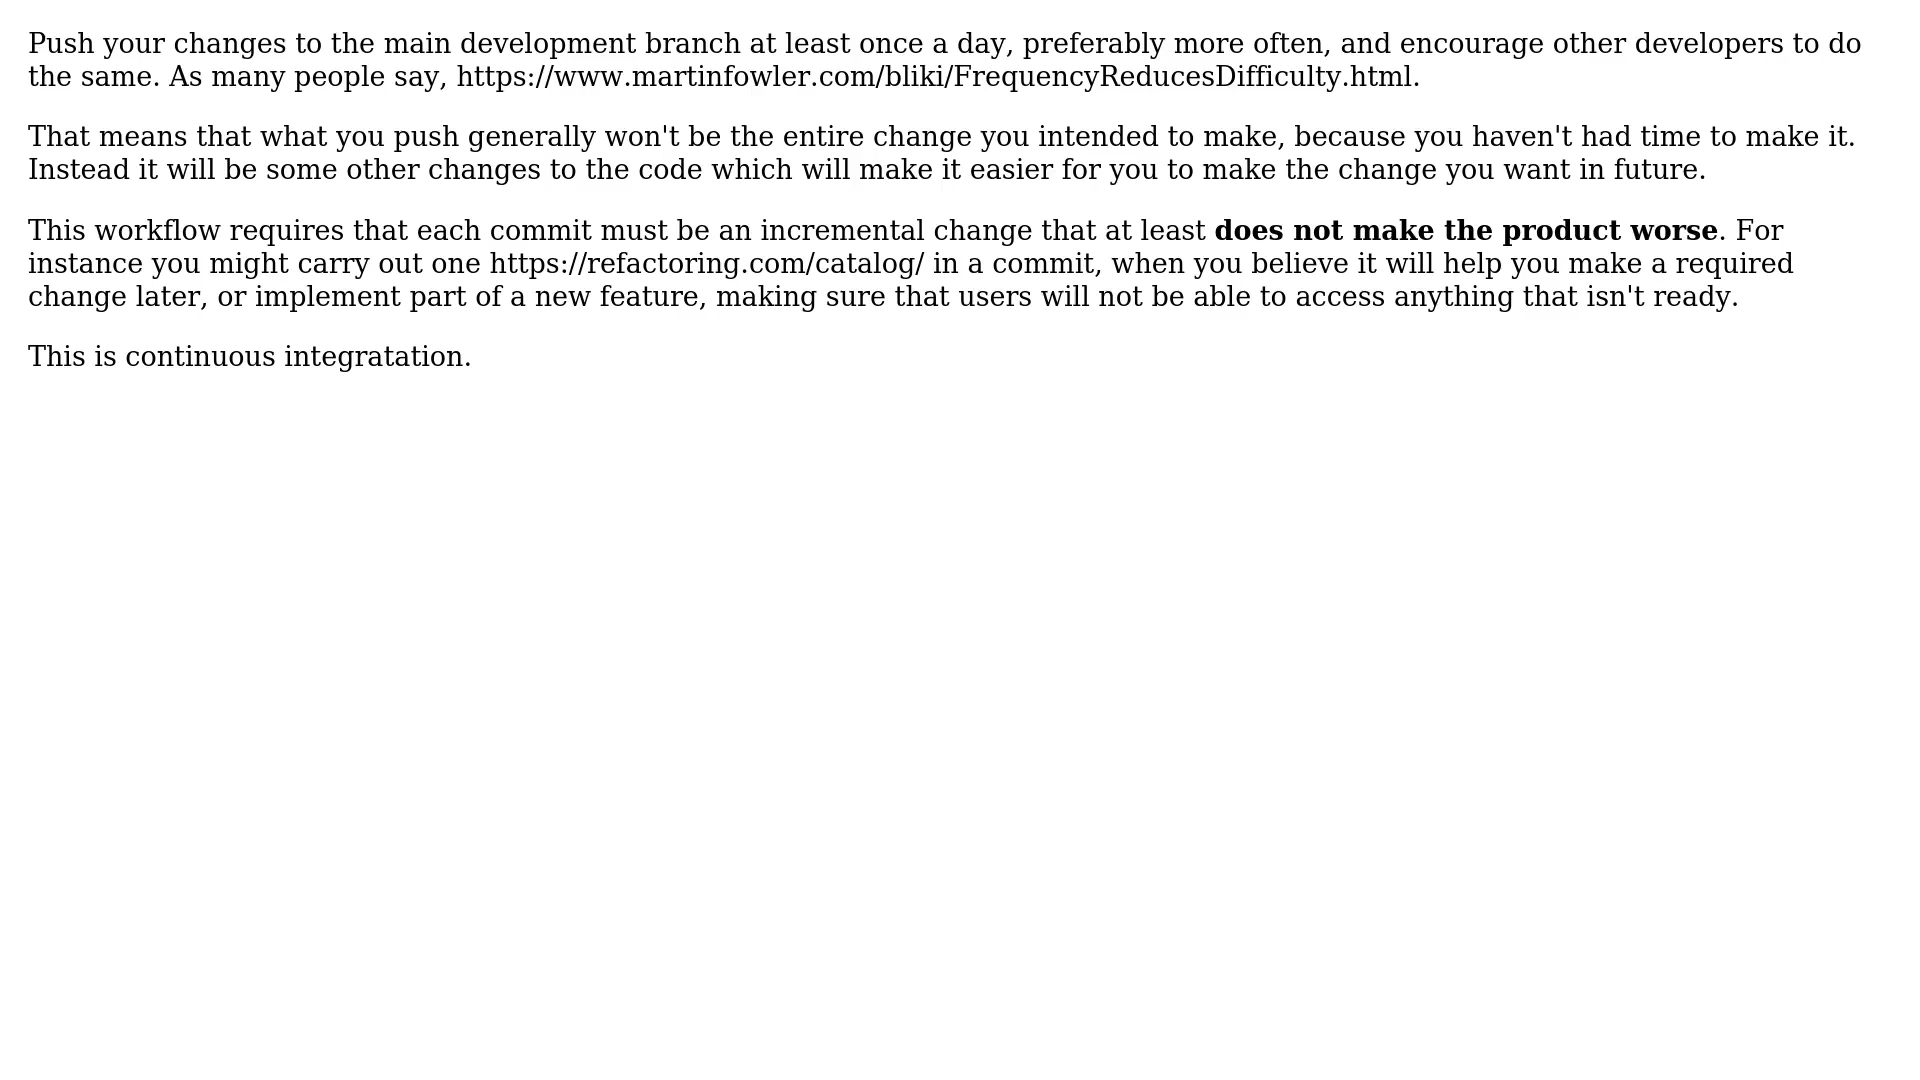 Push your changes to the main development branch at least once a day, preferably more often, and encourage other developers to do
the same. As many people say, https://www.martinfowler.com/bliki/FrequencyReducesDifficulty.html.
That means that what you push generally won't be the entire change you intended to make, because you haven't had time to make it.
Instead it will be some other changes to the code which will make it easier for you to make the change you want in future.
This workflow requires that each commit must be an incremental change that at least does not make the product worse. For
instance you might carry out one https://refactoring.com/catalog/ in a commit, when you believe it will help you make a required
change later, or implement part of a new feature, making sure that users will not be able to access anything that isn't ready.
This is continuous integratation.